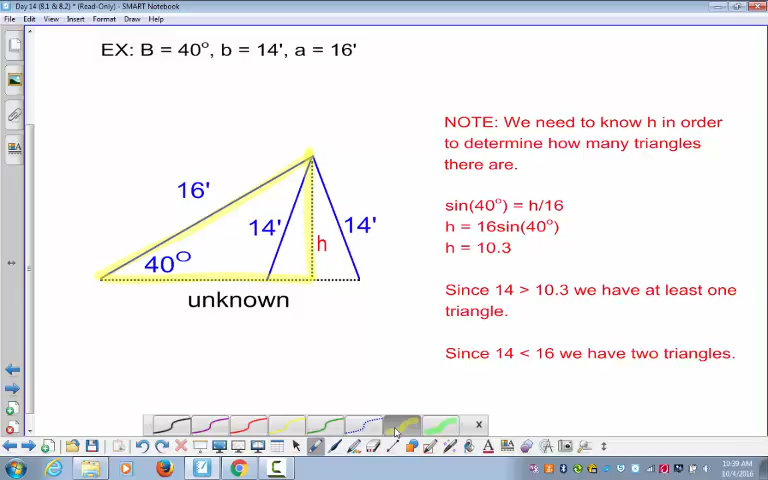 Day 14 (8.1 & 8.2) * (Read-Only) - SMART Notebook
File Edit View Insert Format Draw Help
EX: B = 40°, b = 14', a = 16'
NOTE: We need to know h in order
to determine how many triangles
there are.
16'
sin(40°) = h/16
14' 14'
h = 16sin(40°)
h
h = 10.3
40°
Since 14 > 10.3 we have at least one
unknown
triangle.
Since 14 < 16 we have two triangles.
10:39 AM
10/4/2016